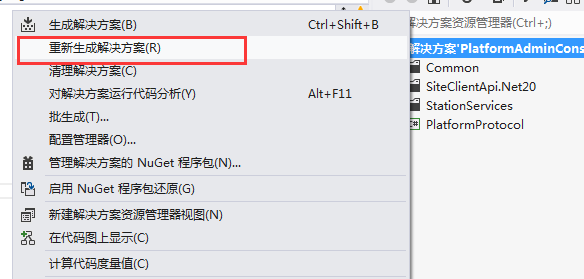 生成解决方案(B) Ctrl+Shift+B
重新生成解决方案(R)
清理解决方案(C)
对解决方案运行代码分析(Y) Alt+F11
批生成(T)...
配置管理器(O)...
管理解决方案的 NuGet 程序包(N)...
启用 NuGet 程序包还原(G)
新建解决方案资源管理器视图(N)
在代码图上显示(C)
计算代码度量值(C)
解决方案资源管理器(Ctrl+;)
解决方案'PlatformAdminCons
Common
SiteClientApi.Net20
StationServices
PlatformProtocol